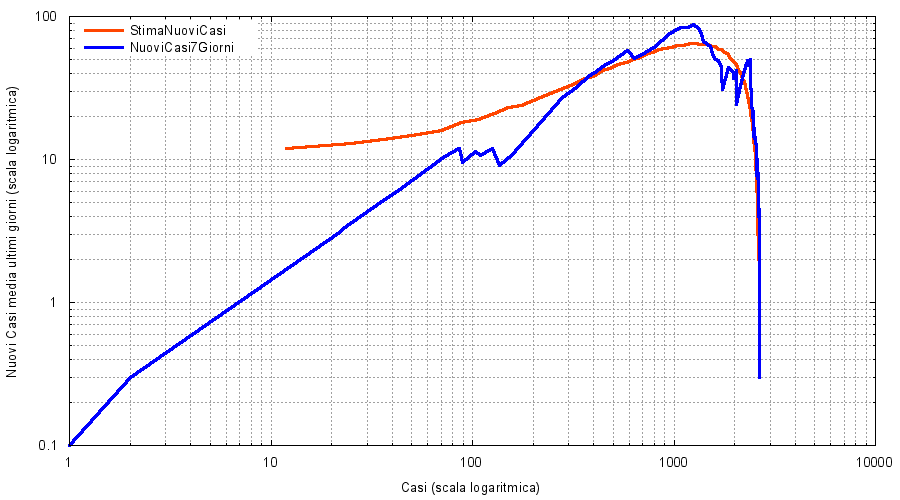 100
StimaNuoviCasi
NuoviCasi7Giorni
10
1
0.1
Nuovi Casi media ultimi giorni (scala logaritmica)
1
10
100
1000
10000
Casi (scala logaritmica)